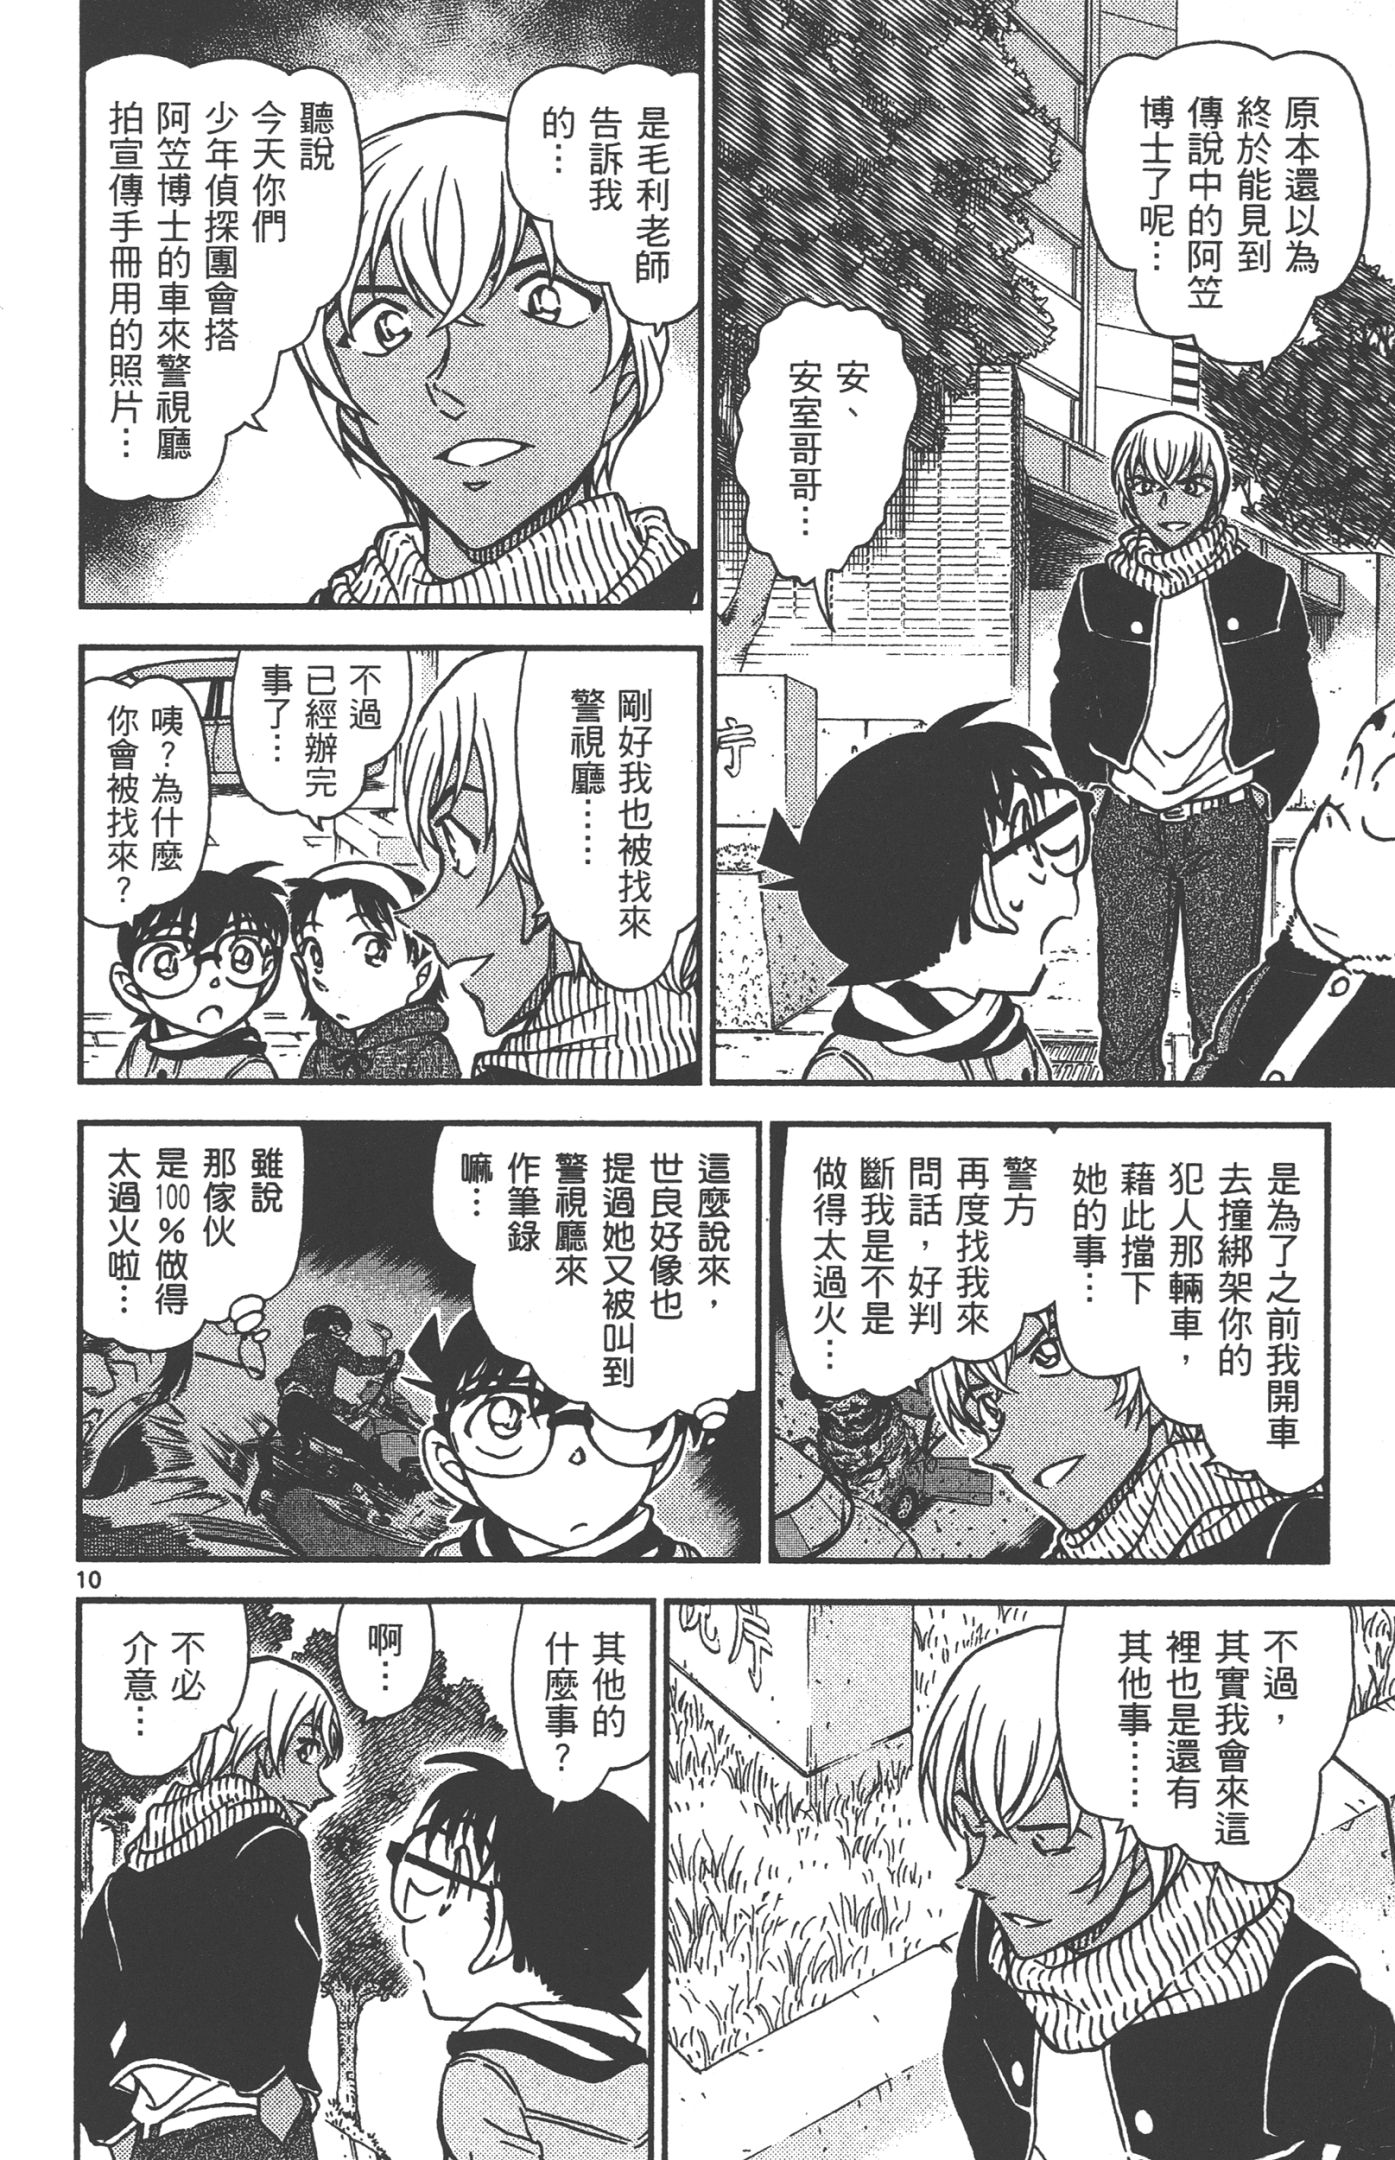 原本還以為
終於能見到
傳說中的阿笠
博士了呢…
安、
安室哥哥…
庁
是毛利老師
告訴我
的…
聽說
今天你們
少年偵探團會搭
阿笠博士的車來警視廳
拍宣傳手冊用的照片…
剛好我也被找來
警視廳……
不過
已經辦完
事了…
咦？為什麼
你會被找來？
是為了之前我開車
去撞綁架你的
犯人那輛車，
藉此擋下
她的事…
警方
再度找我來
問話，好判
斷我是不是
做得太過火…
這麼說來，
世良好像也
提過她又被叫到
警視廳來
作筆錄
嘛…
雖說
那傢伙
是100%做得
太過火啦…
10
不過，
其實我會來這
裡也是還有
其他事……
庁
其他的
什麼事？
啊…
不必
介意…